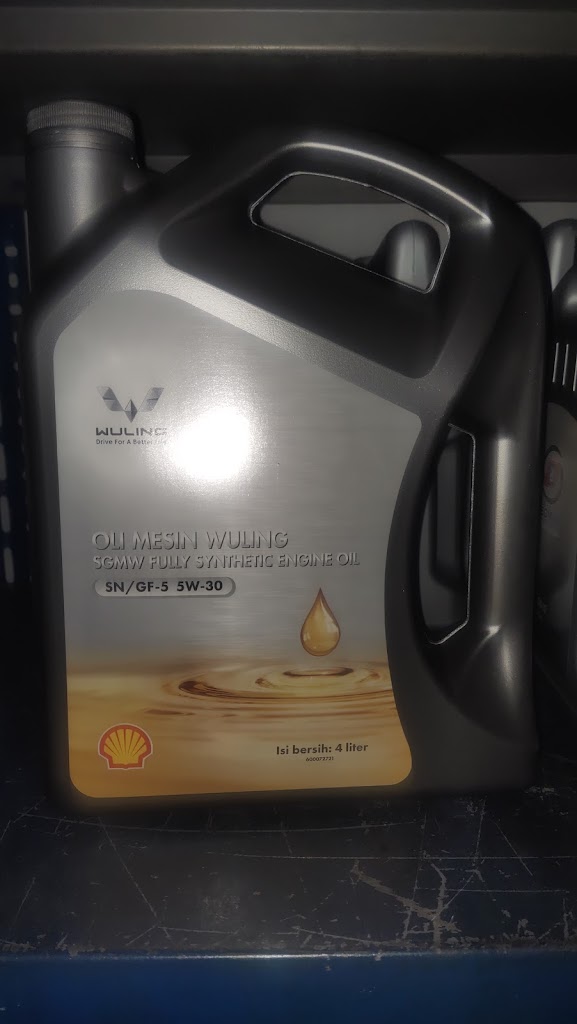 WULING
Drive For A Better Life
OLI MESIN WULING
SGMW FULLY SYNTHETIC ENGINE OIL
SN/GF-5 5W-30
Isi bersih: 4 liter